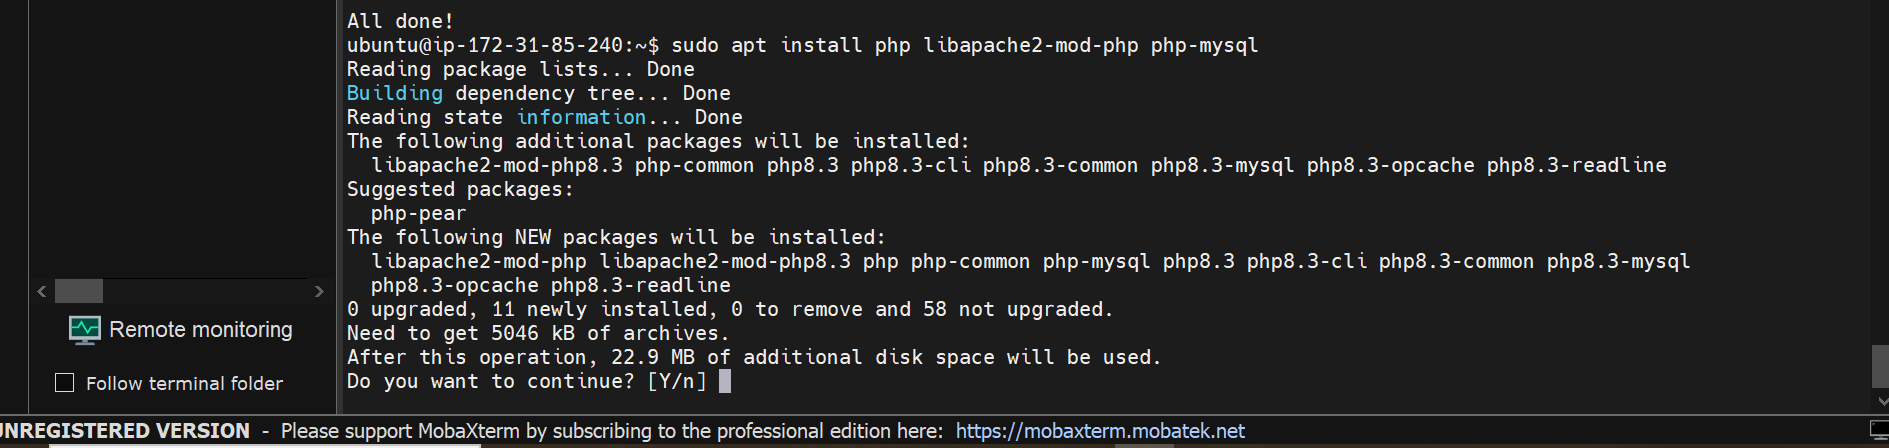 All done!
ubuntu@ip-172-31-85-240:~$ sudo apt install php libapache2-mod-php php-mysql
Reading package lists... Done
Building dependency tree... Done
Reading state information... Done
The following additional packages will be installed:
  libapache2-mod-php8.3 php-common php8.3 php8.3-cli php8.3-common php8.3-mysql php8.3-opcache php8.3-readline
Suggested packages:
  php-pear
The following NEW packages will be installed:
  libapache2-mod-php libapache2-mod-php8.3 php php-common php-mysql php8.3 php8.3-cli php8.3-common php8.3-mysql
  php8.3-opcache php8.3-readline
0 upgraded, 11 newly installed, 0 to remove and 58 not upgraded.
Need to get 5046 kB of archives.
After this operation, 22.9 MB of additional disk space will be used.
Do you want to continue? [Y/n]
Remote monitoring
Follow terminal folder
UNREGISTERED VERSION - Please support MobaXterm by subscribing to the professional edition here: https://mobaxterm.mobatek.net